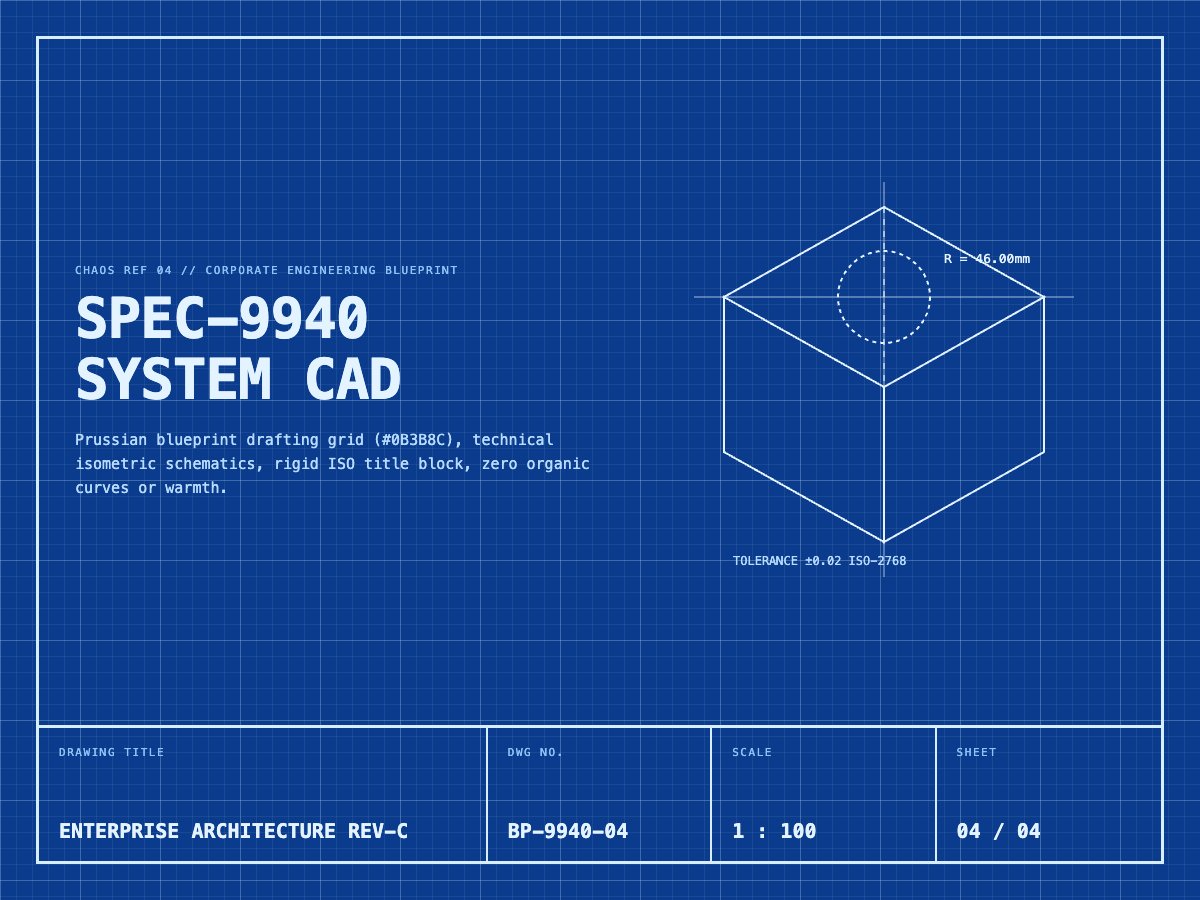 CHAOS REF 04 // CORPORATE ENGINEERING BLUEPRINT
SPEC–9940
SYSTEM CAD
Prussian blueprint drafting grid (#0B3B8C), technical
isometric schematics, rigid ISO title block, zero organic
curves or warmth.
R = 46.00mm
TOLERANCE ±0.02 ISO–2768
DRAWING TITLE
ENTERPRISE ARCHITECTURE REV–C
DWG NO.
BP–9940–04
SCALE
1 : 100
SHEET
04 / 04